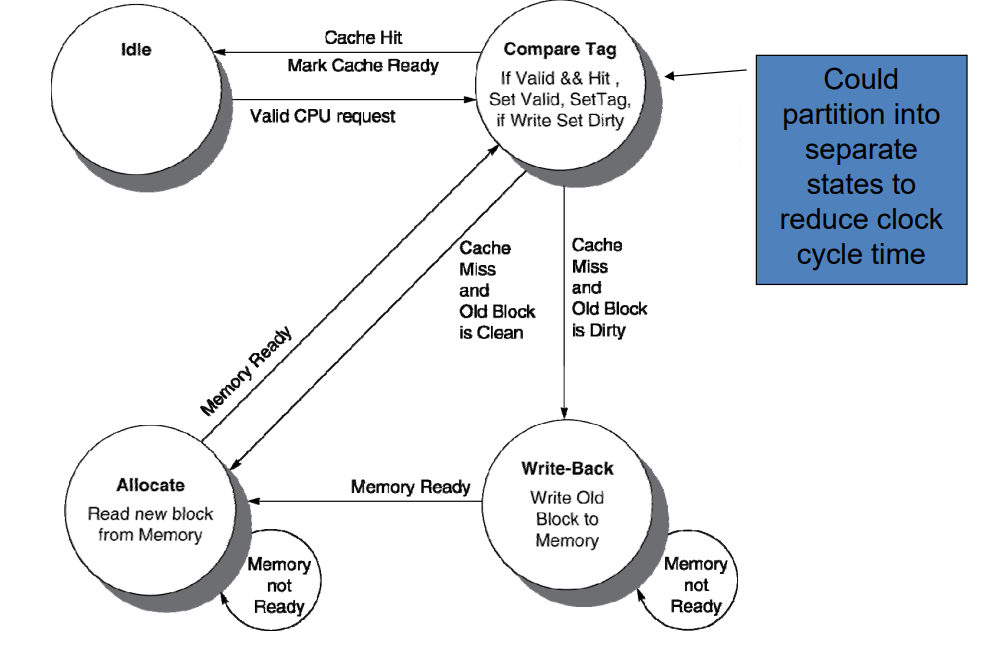 Idle
Cache Hit
Mark Cache Ready
Valid CPU request
Compare Tag
If Valid && Hit ,
Set Valid, SetTag,
if Write Set Dirty
Could
partition into
separate
states to
reduce clock
cycle time
Cache
Miss
and
Old Block
is Clean
Cache
Miss
and
Old Block
is Dirty
Memory Ready
Allocate
Read new block
from Memory
Memory
not
Ready
Memory Ready
Write-Back
Write Old
Block to
Memory
Memory
not
Ready